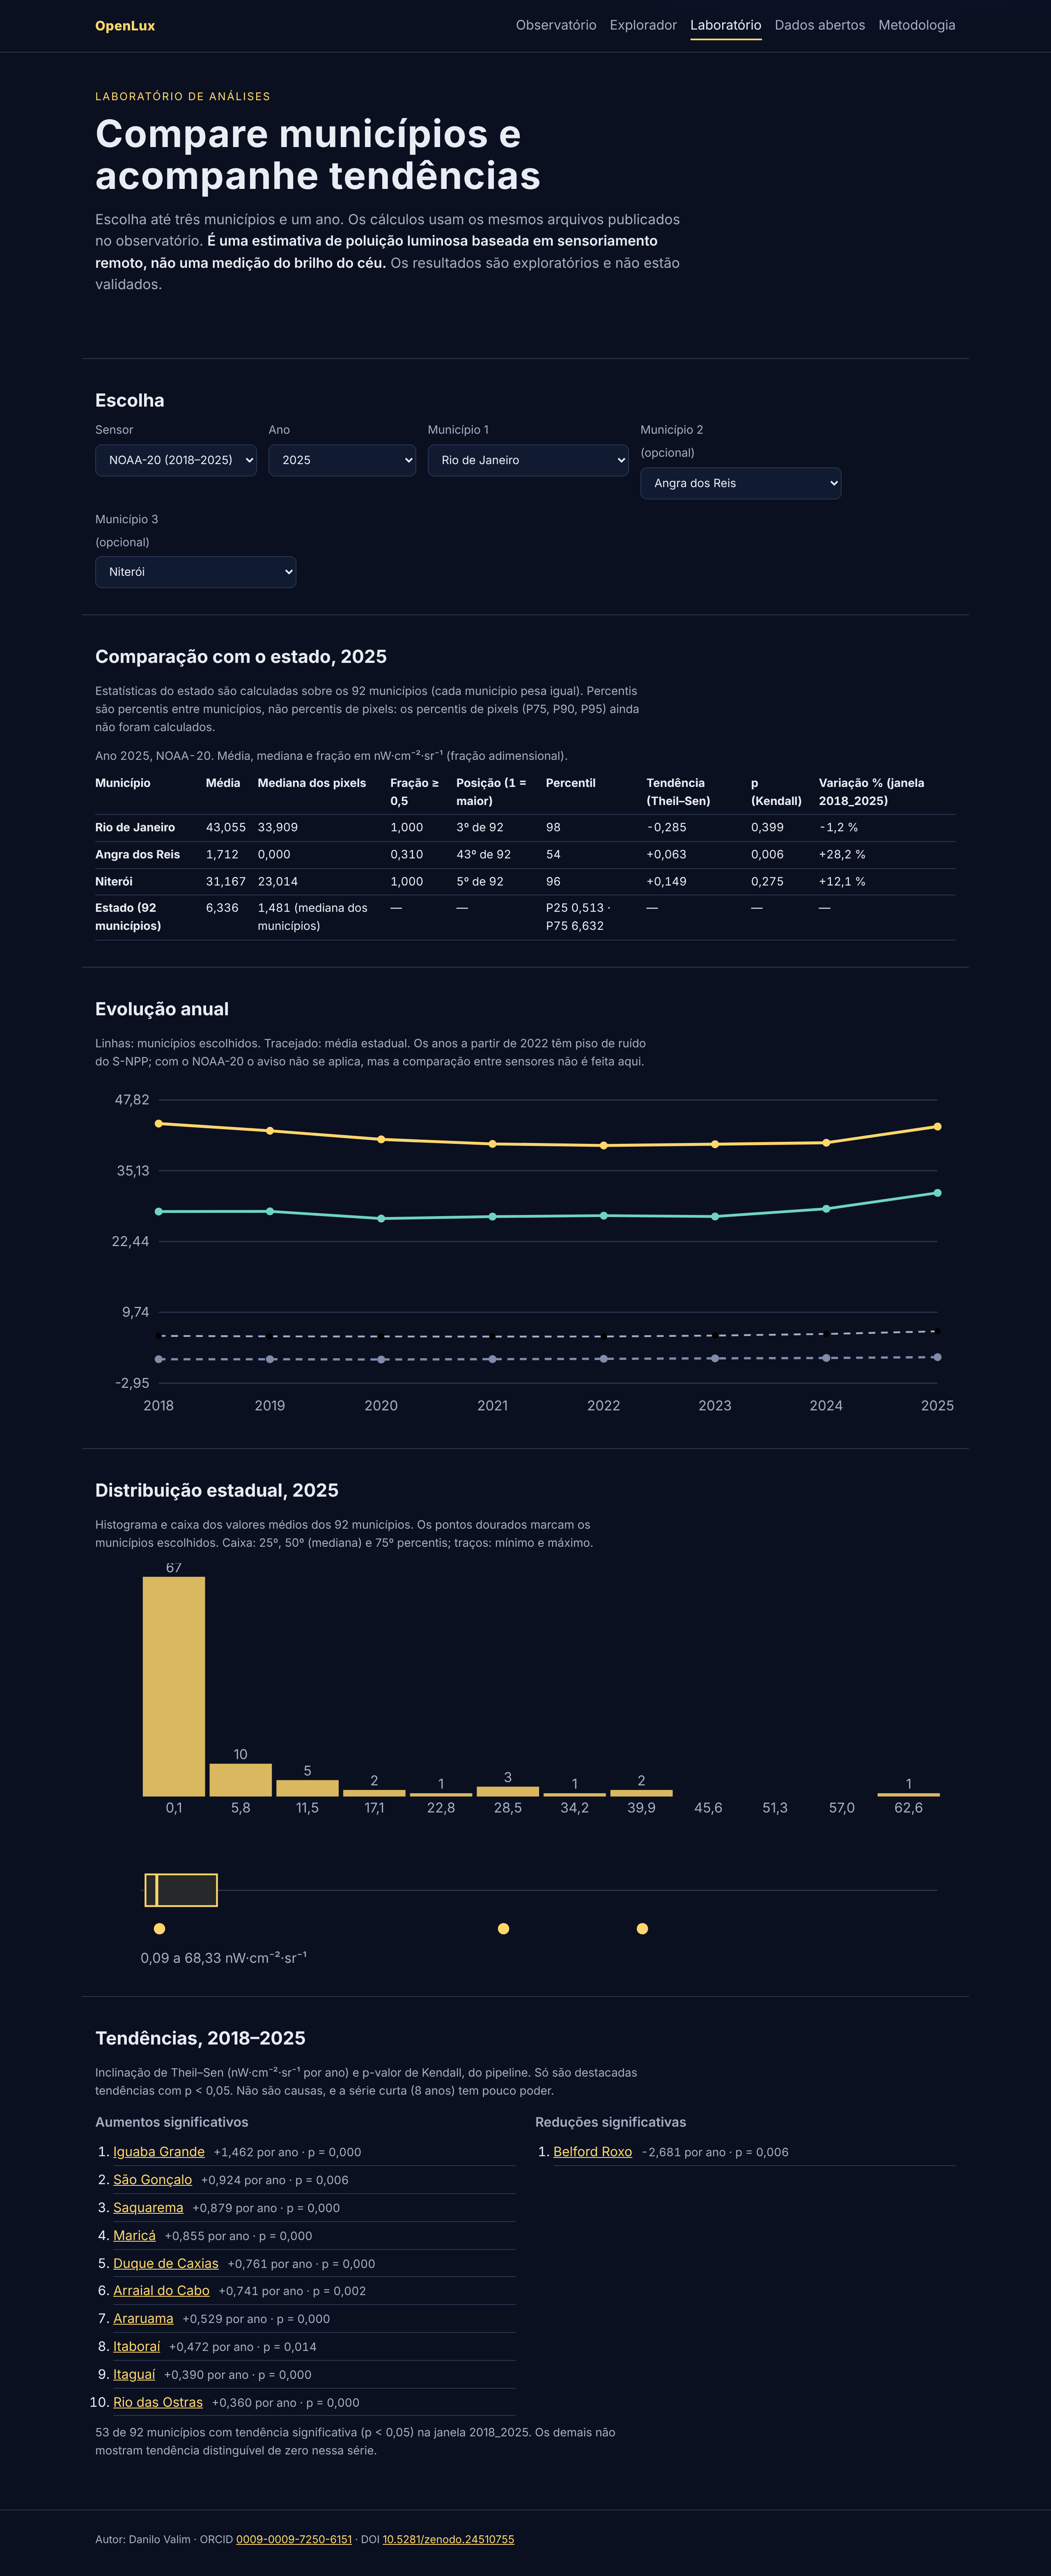 OpenLux
Observatório Explorador Laboratório Dados abertos Metodologia
LABORATÓRIO DE ANÁLISES
Compare municípios e
acompanhe tendências
Escolha até três municípios e um ano. Os cálculos usam os mesmos arquivos publicados
no observatório. É uma estimativa de poluição luminosa baseada em sensoriamento
remoto, não uma medição do brilho do céu. Os resultados são exploratórios e não estão
validados.
Escolha
Sensor Ano Município 1 Município 2
(opcional)
NOAA-20 (2018–2025) 2025 Rio de Janeiro
Angra dos Reis
Município 3
(opcional)
Niterói
Comparação com o estado, 2025
Estatísticas do estado são calculadas sobre os 92 municípios (cada município pesa igual). Percentis
são percentis entre municípios, não percentis de pixels: os percentis de pixels (P75, P90, P95) ainda
não foram calculados.
Ano 2025, NOAA-20. Média, mediana e fração em nW·cm⁻²·sr⁻¹ (fração adimensional).
Município Média Mediana dos pixels Fração ≥ Posição (1 = Percentil Tendência p Variação % (janela
0,5 maior) (Theil–Sen) (Kendall) 2018_2025)
Rio de Janeiro 43,055 33,909 1,000 3º de 92 98 -0,285 0,399 -1,2 %
Angra dos Reis 1,712 0,000 0,310 43º de 92 54 +0,063 0,006 +28,2 %
Niterói 31,167 23,014 1,000 5º de 92 96 +0,149 0,275 +12,1 %
Estado (92 6,336 1,481 (mediana dos — — P25 0,513 · — — —
municípios) municípios) P75 6,632
Evolução anual
Linhas: municípios escolhidos. Tracejado: média estadual. Os anos a partir de 2022 têm piso de ruído
do S-NPP; com o NOAA-20 o aviso não se aplica, mas a comparação entre sensores não é feita aqui.
47,82
35,13
22,44
9,74
-2,95
2018 2019 2020 2021 2022 2023 2024 2025
Distribuição estadual, 2025
Histograma e caixa dos valores médios dos 92 municípios. Os pontos dourados marcam os
municípios escolhidos. Caixa: 25º, 50º (mediana) e 75º percentis; traços: mínimo e máximo.
67
10
5
2
1
3
1
2
1
0,1 5,8 11,5 17,1 22,8 28,5 34,2 39,9 45,6 51,3 57,0 62,6
0,09 a 68,33 nW·cm⁻²·sr⁻¹
Tendências, 2018–2025
Inclinação de Theil–Sen (nW·cm⁻²·sr⁻¹ por ano) e p-valor de Kendall, do pipeline. Só são destacadas
tendências com p < 0,05. Não são causas, e a série curta (8 anos) tem pouco poder.
Aumentos significativos
1. Iguaba Grande +1,462 por ano · p = 0,000
2. São Gonçalo +0,924 por ano · p = 0,006
3. Saquarema +0,879 por ano · p = 0,000
4. Maricá +0,855 por ano · p = 0,000
5. Duque de Caxias +0,761 por ano · p = 0,000
6. Arraial do Cabo +0,741 por ano · p = 0,002
7. Araruama +0,529 por ano · p = 0,000
8. Itaboraí +0,472 por ano · p = 0,014
9. Itaguaí +0,390 por ano · p = 0,000
10. Rio das Ostras +0,360 por ano · p = 0,000
Reduções significativas
1. Belford Roxo -2,681 por ano · p = 0,006
53 de 92 municípios com tendência significativa (p < 0,05) na janela 2018_2025. Os demais não
mostram tendência distinguível de zero nessa série.
Autor: Danilo Valim · ORCID 0009-0009-7250-6151 · DOI 10.5281/zenodo.24510755